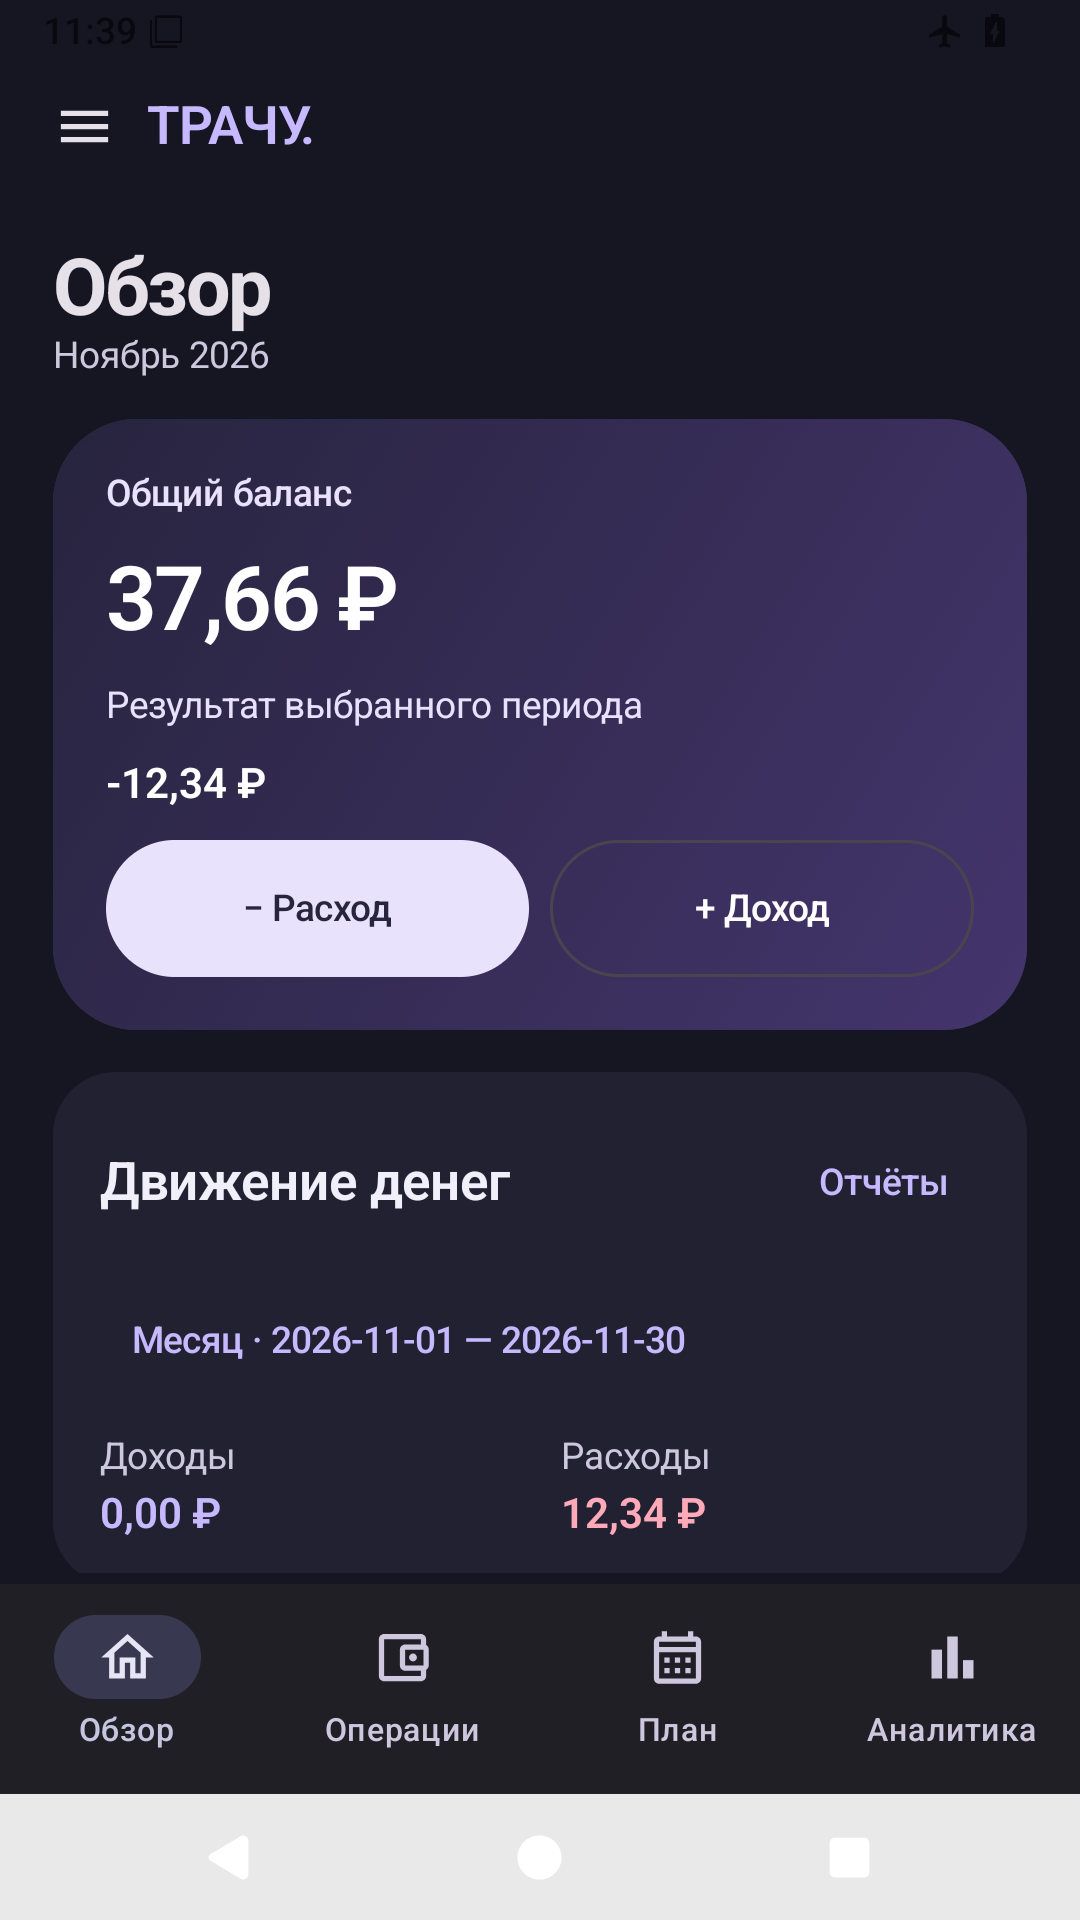 11:39
ТРАЧУ.
Обзор
Ноябрь 2026
Общий баланс
37,66 ₽
Результат выбранного периода
-12,34 ₽
− Расход
+ Доход
Движение денег
Отчёты
Месяц · 2026-11-01 — 2026-11-30
Доходы
Расходы
0,00 ₽
12,34 ₽
Обзор
Операции
План
Аналитика